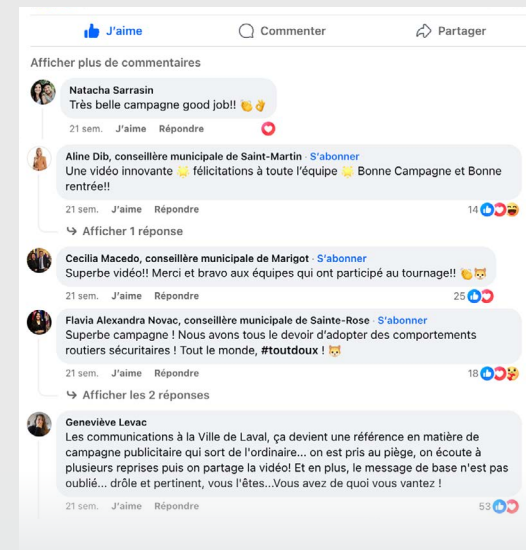 J'aime
Commenter
Partager
Afficher plus de commentaires
Natacha Sarrasin
Très belle campagne good job!! 👏👌
21 sem. J'aime Répondre
Aline Dib, conseillère municipale de Saint-Martin · S'abonner
Une vidéo innovante 🌟 félicitations à toute l'équipe 🌟 Bonne Campagne et Bonne
rentrée!!
21 sem. J'aime Répondre 14
Afficher 1 réponse
Cecilia Macedo, conseillère municipale de Marigot · S'abonner
Superbe vidéo!! Merci et bravo aux équipes qui ont participé au tournage!! 👏🐱
21 sem. J'aime Répondre 25
Flavia Alexandra Novac, conseillère municipale de Sainte-Rose · S'abonner
Superbe campagne ! Nous avons tous le devoir d'adopter des comportements
routiers sécuritaires ! Tout le monde, #toutdoux ! 🐱
21 sem. J'aime Répondre 18
Afficher les 2 réponses
Geneviève Levac
Les communications à la Ville de Laval, ça devient une référence en matière de
campagne publicitaire qui sort de l'ordinaire... on est pris au piège, on écoute à
plusieurs reprises puis on partage la vidéo! Et en plus, le message de base n'est pas
oublié... drôle et pertinent, vous l'êtes...Vous avez de quoi vous vantez !
21 sem. J'aime Répondre 53